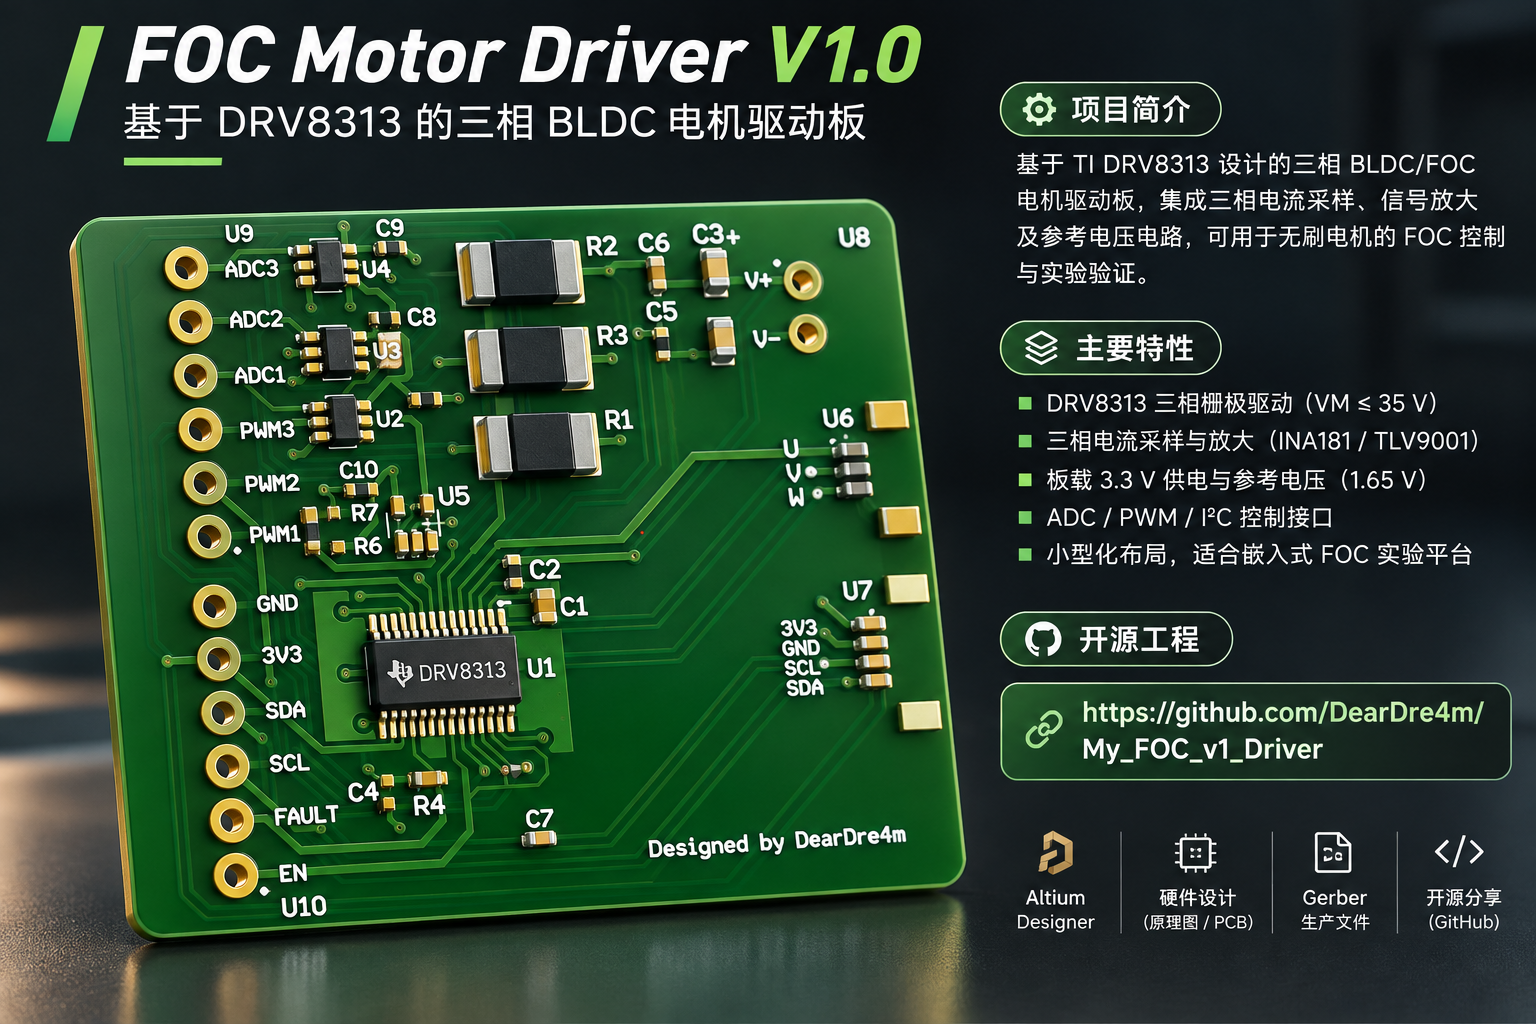 FOC Motor Driver V1.0
基于 DRV8313 的三相 BLDC 电机驱动板
项目简介
基于 TI DRV8313 设计的三相 BLDC/FOC
电机驱动板，集成三相电流采样、信号放大
及参考电压电路，可用于无刷电机的 FOC 控制
与实验验证。
主要特性
DRV8313 三相栅极驱动（VM ≤ 35 V）
三相电流采样与放大（INA181 / TLV9001）
板载 3.3 V 供电与参考电压（1.65 V）
ADC / PWM / I²C 控制接口
小型化布局，适合嵌入式 FOC 实验平台
开源工程
https://github.com/DearDre4m/
My_FOC_v1_Driver
Altium
Designer
硬件设计
(原理图 / PCB)
Gerber
生产文件
开源分享
(GitHub)
U9
ADC3
ADC2
ADC1
PWM3
PWM2
PWM1
GND
3V3
SDA
SCL
FAULT
EN
U10
C9
U4
C8
U3
U2
C10
R7
R6
U5
R2
R3
R1
C6
C3+
C5
V+
V-
U8
U6
U
V
W
U7
3V3
GND
SCL
SDA
C2
C1
DRV8313
U1
C4
R4
C7
Designed by DearDre4m